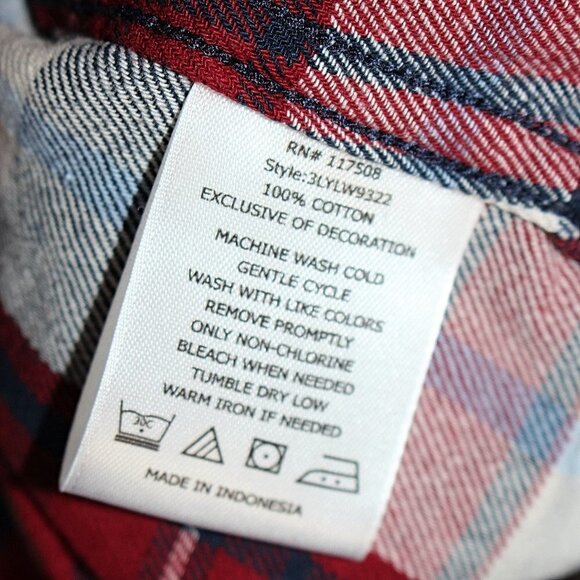 RN# 117508
Style:3LYLW9322
100% COTTON
EXCLUSIVE OF DECORATION
MACHINE WASH COLD
GENTLE CYCLE
WASH WITH LIKE COLORS
REMOVE PROMPTLY
ONLY NON-CHLORINE
BLEACH WHEN NEEDED
TUMBLE DRY LOW
WARM IRON IF NEEDED
30C
MADE IN INDONESIA